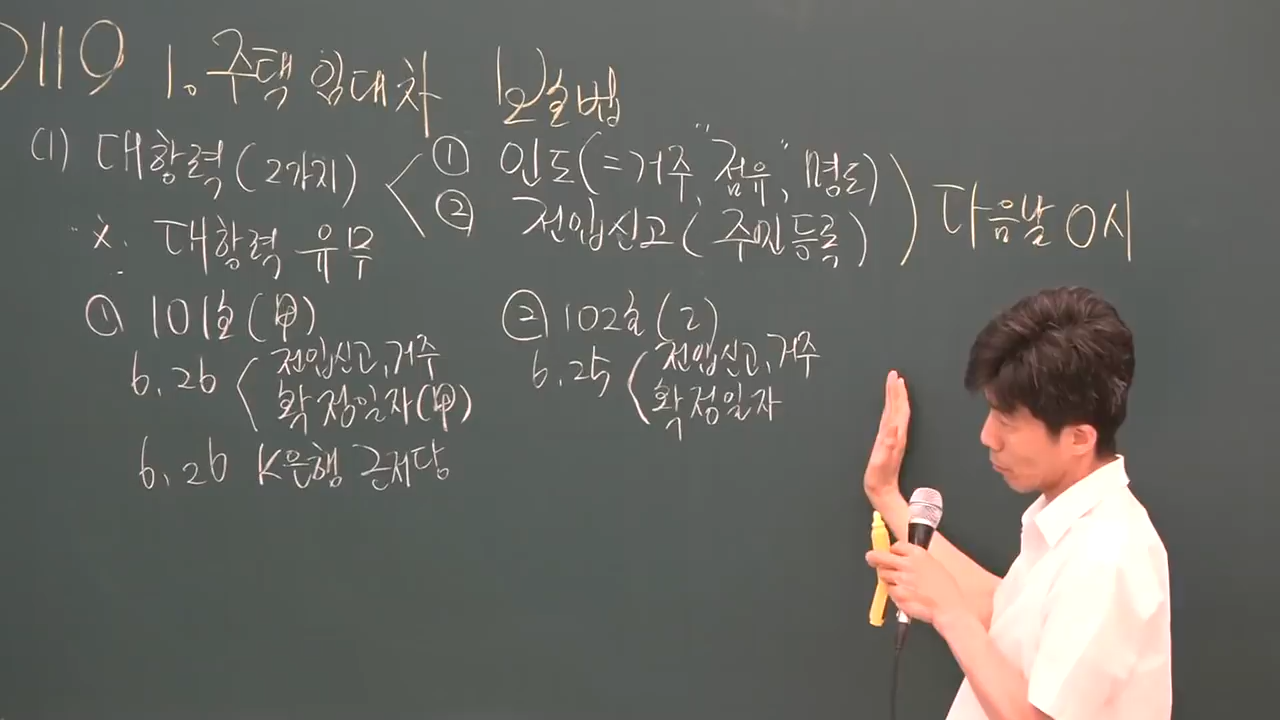 0119 1. 주택임대차 보호법
(1) 대항력(2가지) < ① 인도(=거주, "점유", 명도)
② 전입신고(주민등록) ) 다음날 0시
※ 대항력 유무
① 101호(甲)
6.26 < 전입신고, 거주
확정일자(甲)
6.26 K은행 근저당
② 102호(乙)
6.25 ( 전입신고, 거주
확정일자